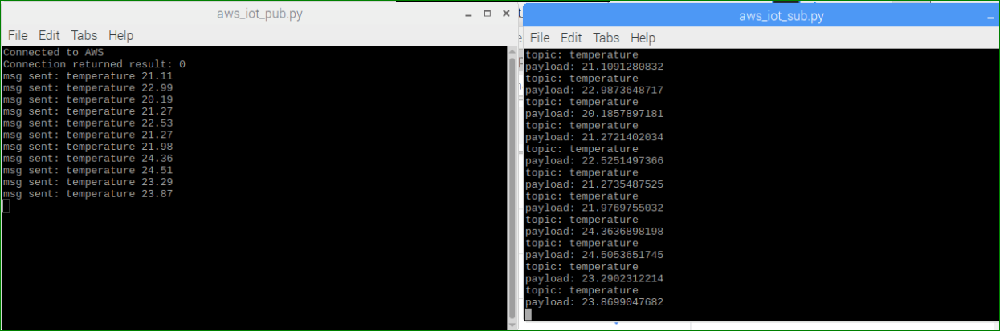 aws_iot_pub.py
File Edit Tabs Help
Connected to AWS
Connection returned result: 0
msg sent: temperature 21.11
msg sent: temperature 22.99
msg sent: temperature 20.19
msg sent: temperature 21.27
msg sent: temperature 22.53
msg sent: temperature 21.27
msg sent: temperature 21.98
msg sent: temperature 24.36
msg sent: temperature 24.51
msg sent: temperature 23.29
msg sent: temperature 23.87
aws_iot_sub.py
File Edit Tabs Help
topic: temperature
payload: 21.1091280832
topic: temperature
payload: 22.9873648717
topic: temperature
payload: 20.1857897181
topic: temperature
payload: 21.2721402034
topic: temperature
payload: 22.5251497366
topic: temperature
payload: 21.2735487525
topic: temperature
payload: 21.9769755032
topic: temperature
payload: 24.3636898198
topic: temperature
payload: 24.5053651745
topic: temperature
payload: 23.2902312214
topic: temperature
payload: 23.8699047682